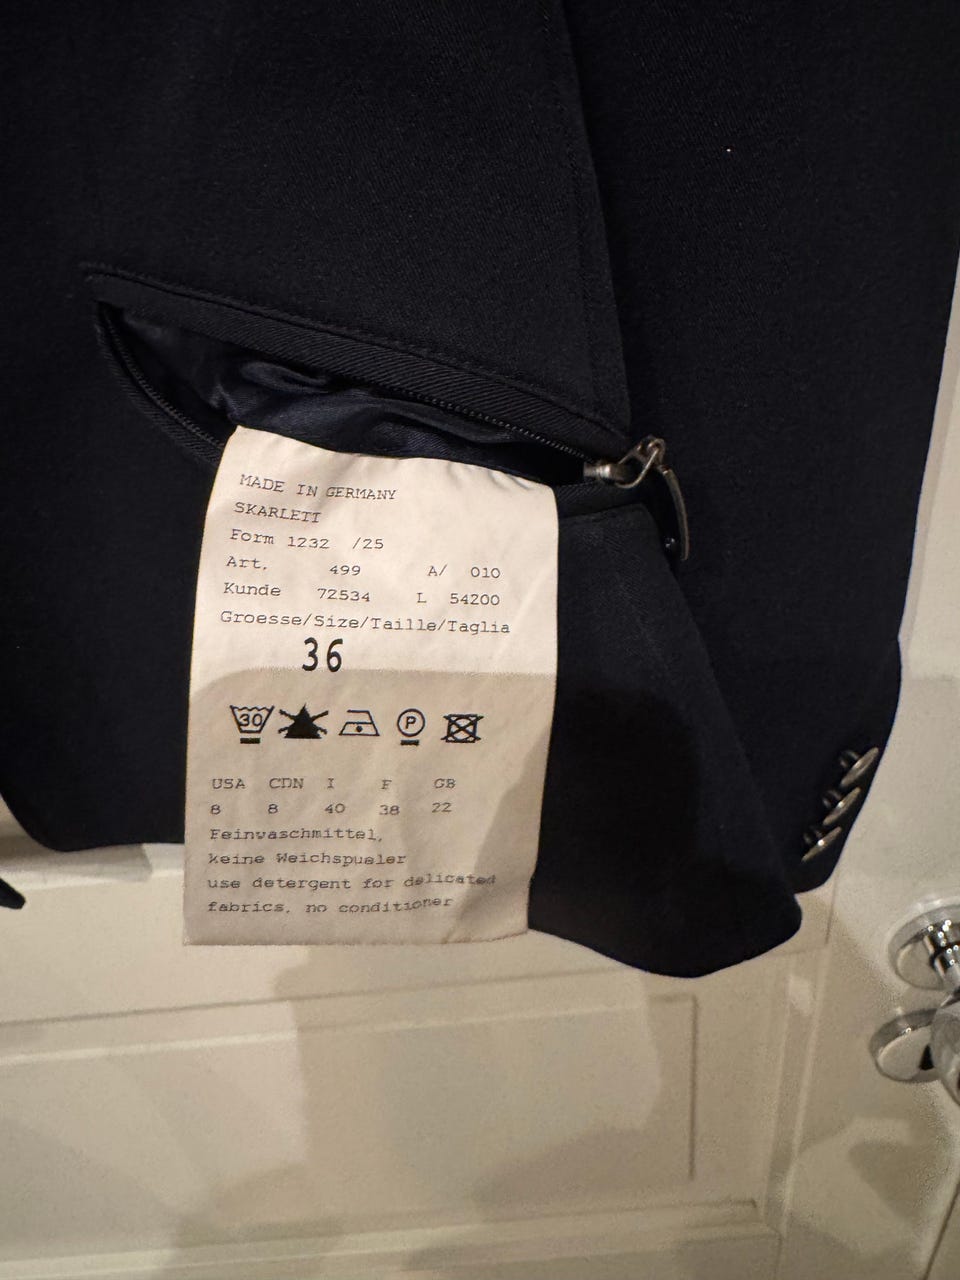 MADE IN GERMANY
SKARLETT
Form 1232 /25
Art. 499 A/ 010
Kunde 72534 L 54200
Groesse/Size/Taille/Taglia
36
30 P
USA CDN I F GB
8 8 40 38 22
Feinwaschmittel,
keine Weichspueler
use detergent for delicated
fabrics, no conditioner